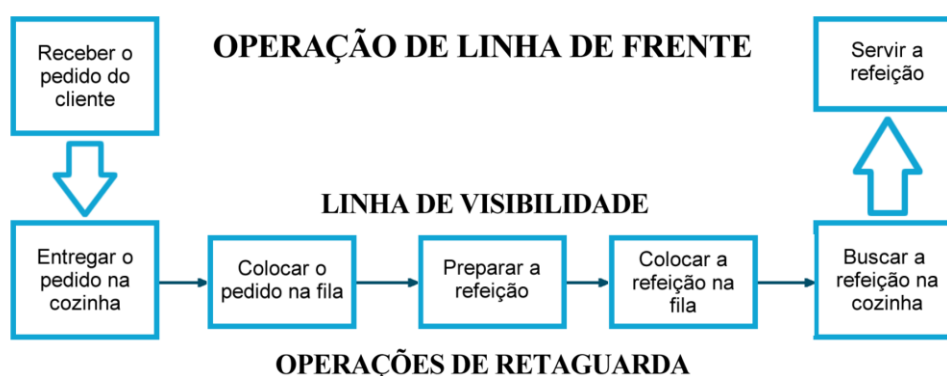 Receber o
pedido do
cliente
OPERAÇÃO DE LINHA DE FRENTE
Servir a
refeição
LINHA DE VISIBILIDADE
Entregar o
pedido na
cozinha
Colocar o
pedido na fila
Preparar a
refeição
Colocar a
refeição na
fila
Buscar a
refeição na
cozinha
OPERAÇÕES DE RETAGUARDA